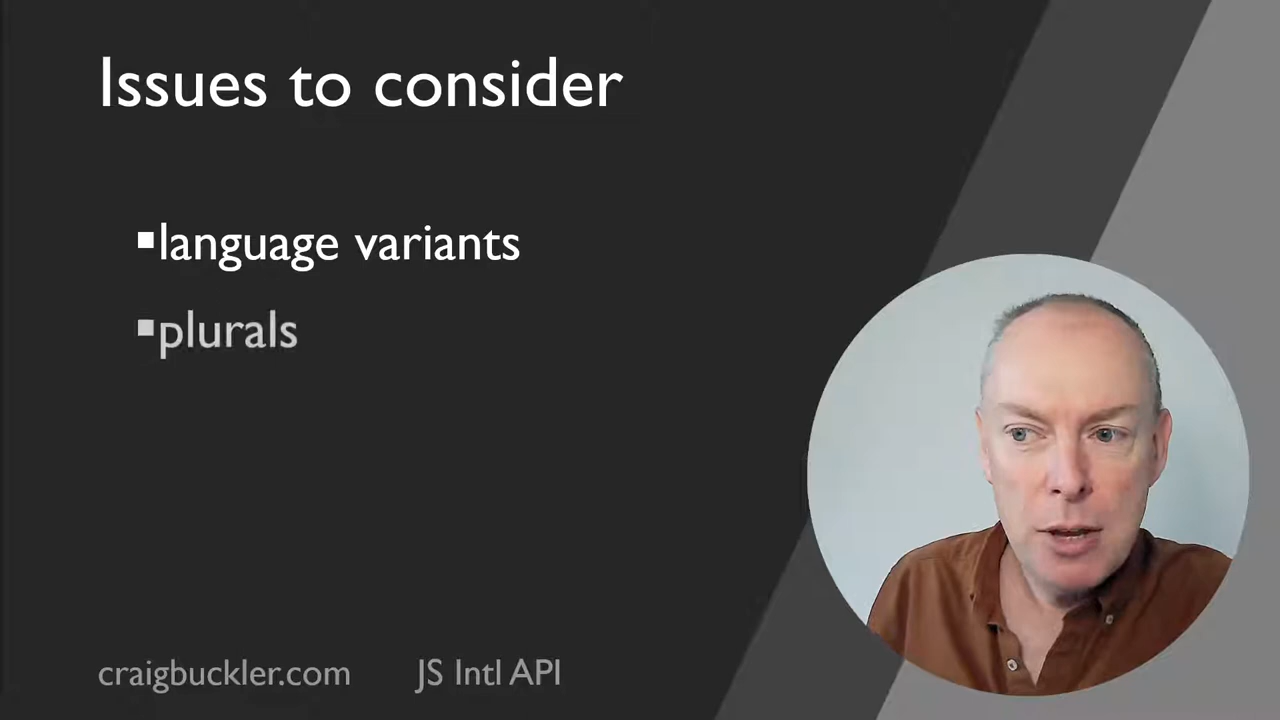 Issues to consider
▪language variants
▪plurals
craigbuckler.com JS Intl API